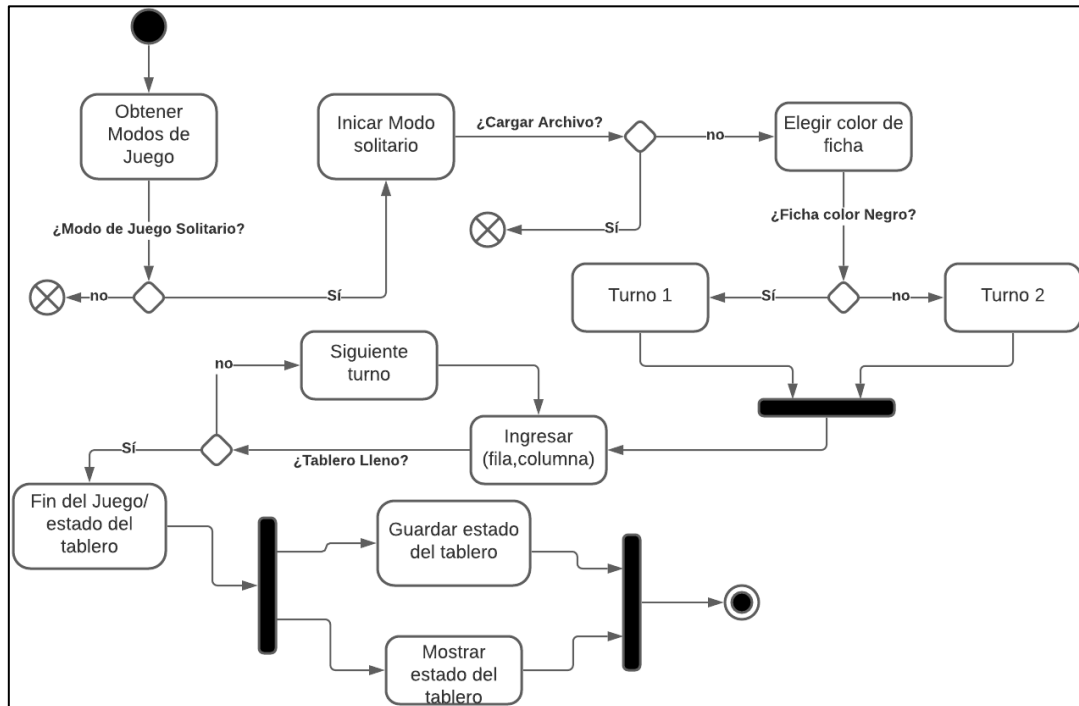 Obtener
Modos de
Juego
¿Modo de Juego Solitario?
no
Sí
Inicar Modo
solitario
¿Cargar Archivo?
no
Sí
Elegir color de
ficha
¿Ficha color Negro?
Sí
no
Turno 1
Turno 2
Siguiente
turno
no
Ingresar
(fila,columna)
¿Tablero Lleno?
Sí
Fin del Juego/
estado del
tablero
Guardar estado
del tablero
Mostrar
estado del
tablero